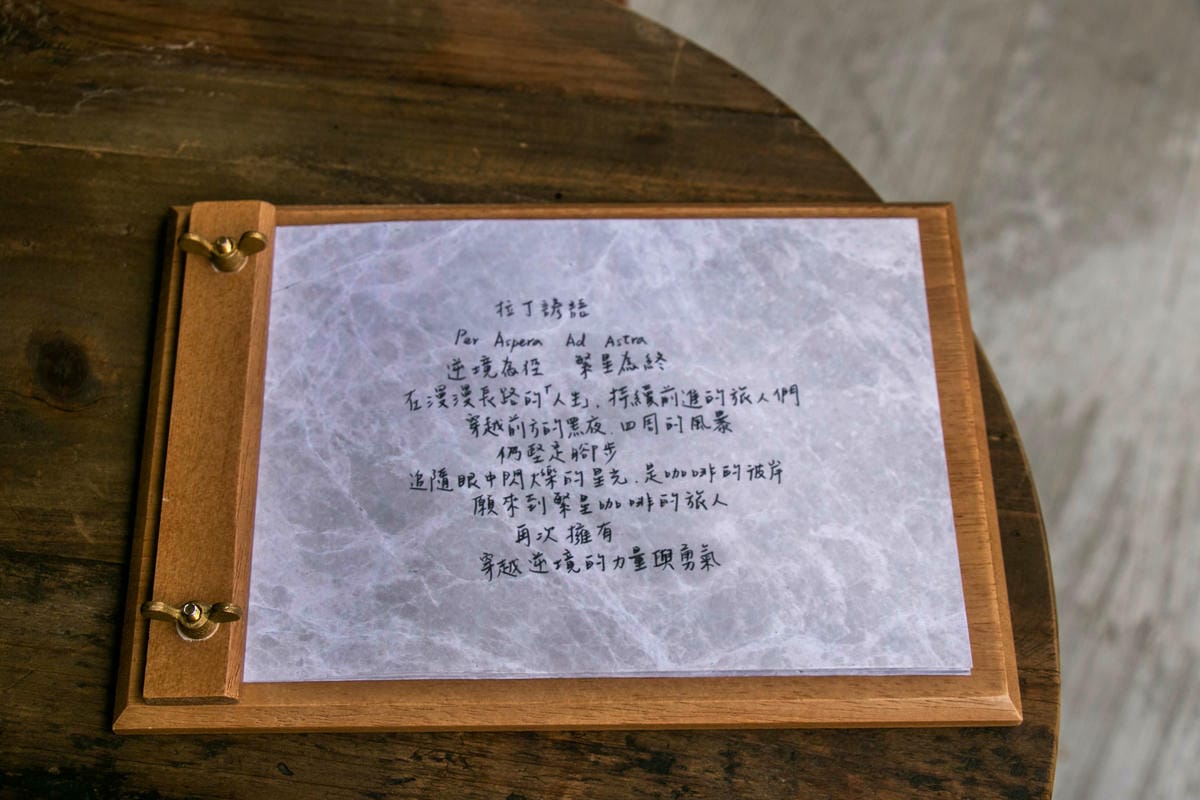 拉丁諺語
Per Aspera Ad Astra
逆境為徑 繁星為終
在漫漫長路的「人生」,持續前進的旅人們
穿越前方的黑夜,四周的風暴
仍堅定腳步
追隨眼中閃爍的星光,是咖啡的彼岸
願來到繁星咖啡的旅人
再次擁有
穿越逆境的力量與勇氣